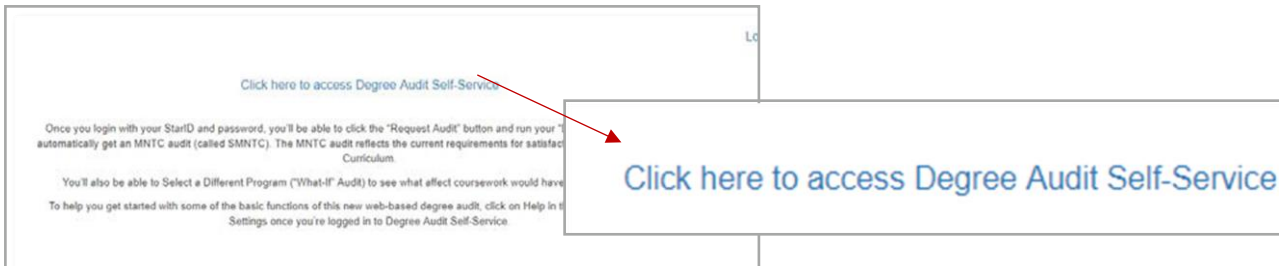 Lo
Click here to access Degree Audit Self-Service
Once you login with your StarID and password, you'll be able to click the "Request Audit" button and run your
automatically get an MNTC audit (called SMNTC). The MNTC audit reflects the current requirements for satisfact
Curriculum.
You'll also be able to Select a Different Program ("What-If" Audit) to see what affect coursework would have
To help you get started with some of the basic functions of this new web-based degree audit, click on Help in t
Settings once you're logged in to Degree Audit Self-Service.
Click here to access Degree Audit Self-Service